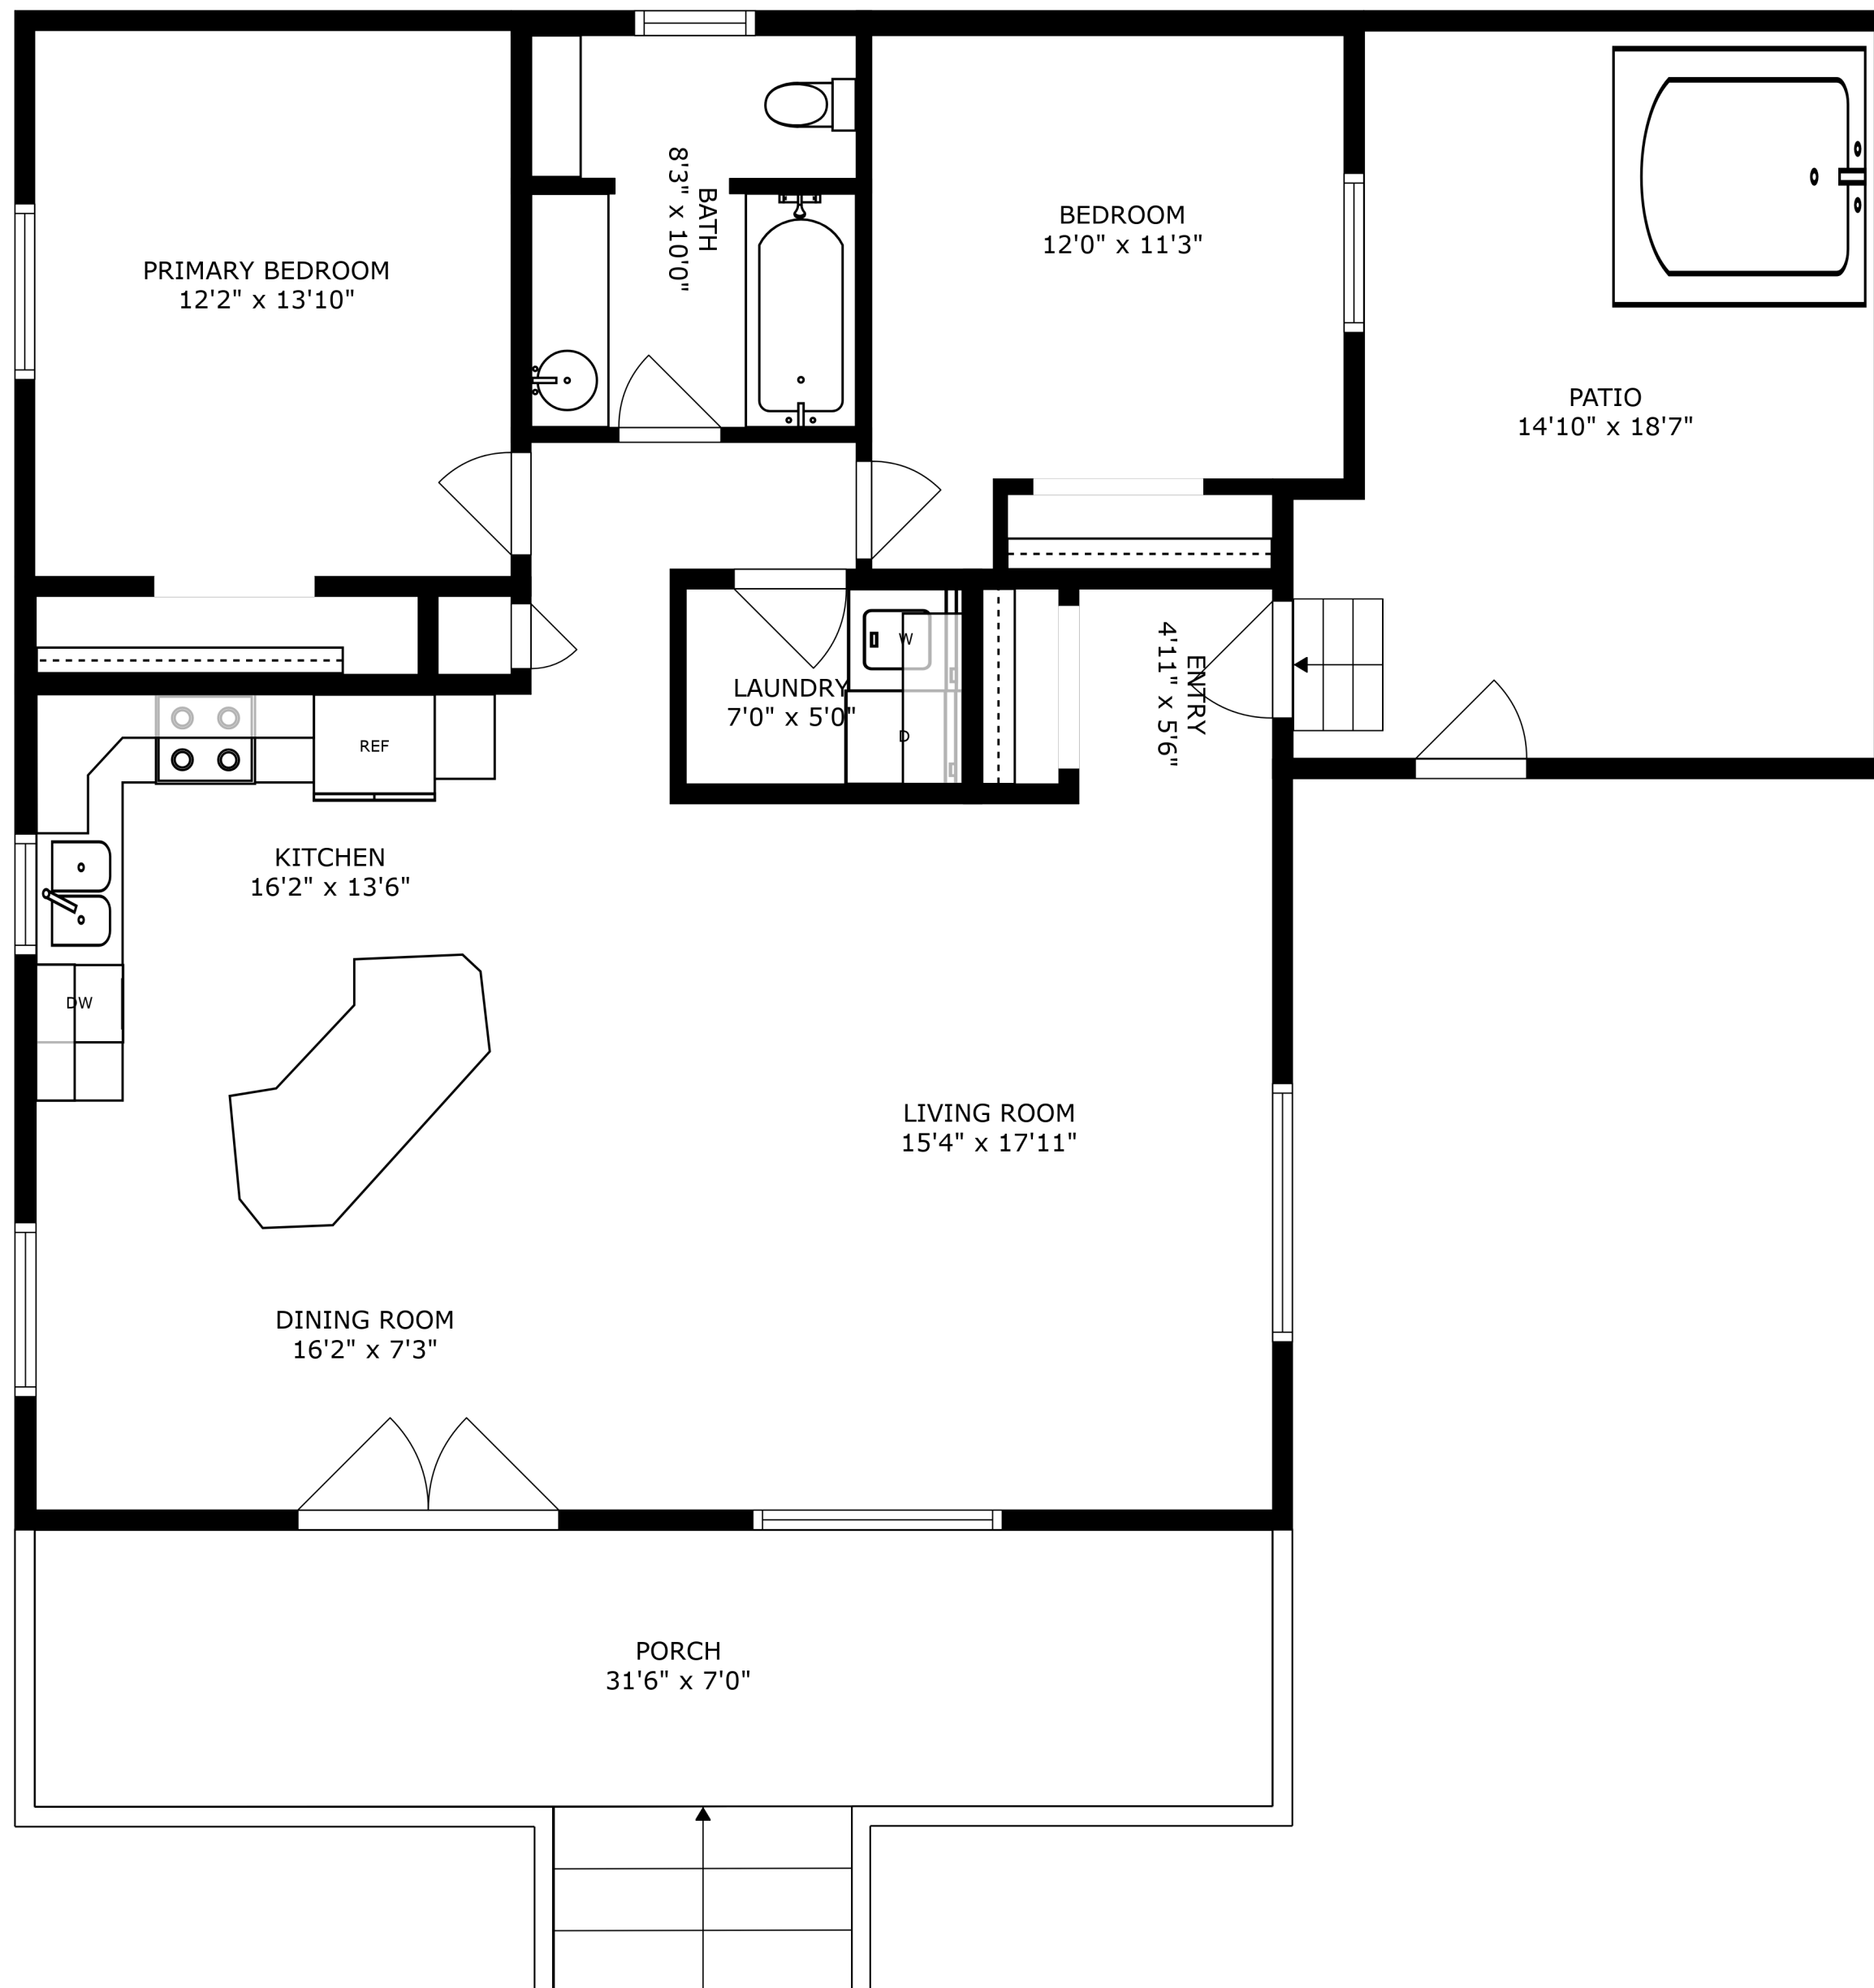 BATH
8'3" x 10'0"
BEDROOM
12'0" x 11'3"
PRIMARY BEDROOM
12'2" x 13'10"
PATIO
14'10" x 18'7"
W
LAUNDRY
7'0" x 5'0"
D
ENTRY
4'11" x 5'6"
REF
KITCHEN
16'2" x 13'6"
DW
LIVING ROOM
15'4" x 17'11"
DINING ROOM
16'2" x 7'3"
PORCH
31'6" x 7'0"